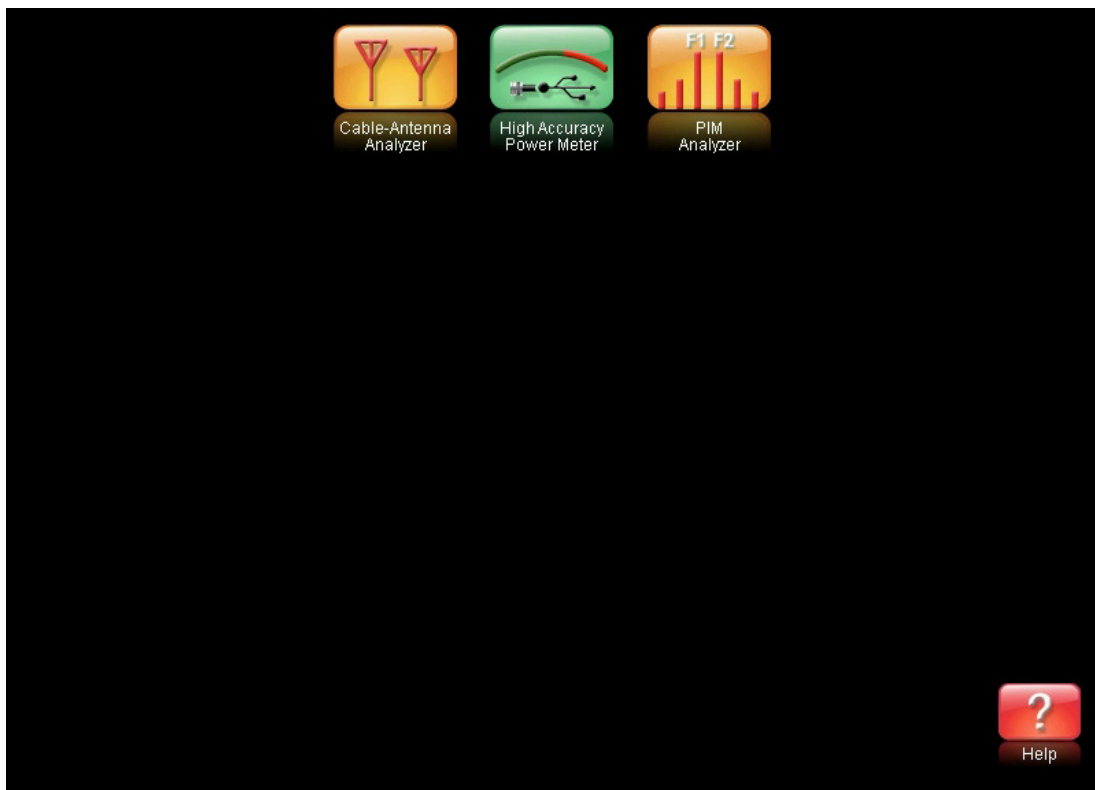 F1 F2
Cable-Antenna
Analyzer
High Accuracy
Power Meter
PIM
Analyzer
?
Help